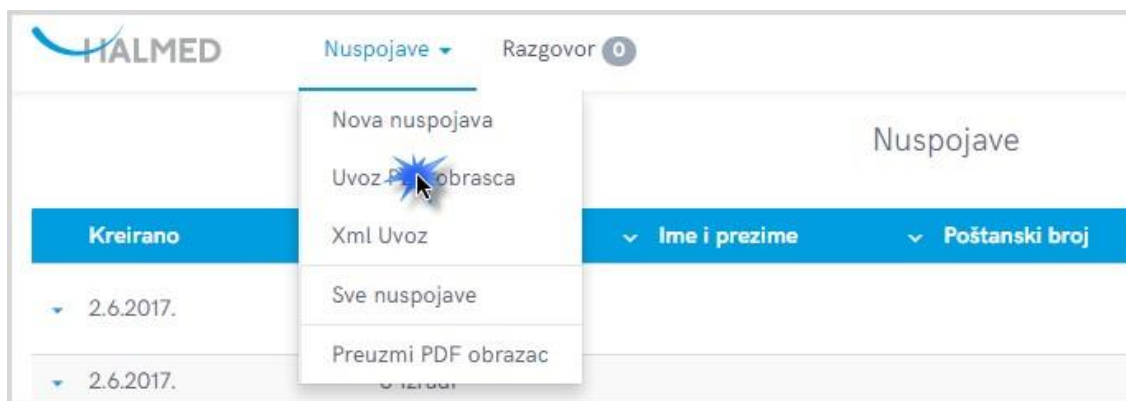 HALMED Nuspojave Razgovor 0
Nova nuspojava
Nuspojave
Uvoz obrasca
Kreirano Xml Uvoz Ime i prezime Poštanski broj
Sve nuspojave
2.6.2017.
Preuzmi PDF obrazac
2.6.2017.